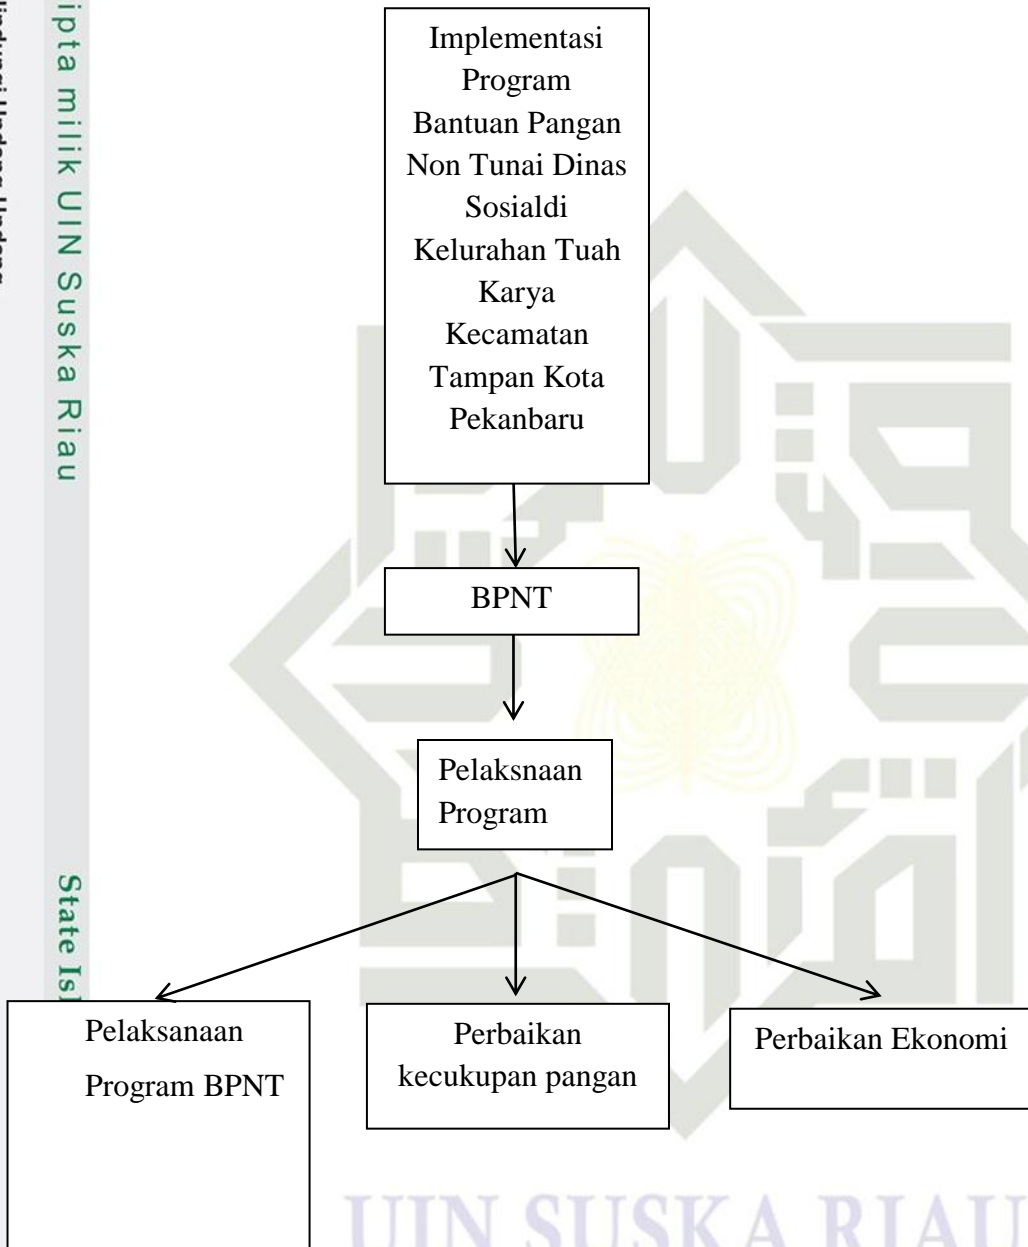 Implementasi
Program
Bantuan Pangan
Non Tunai Dinas
Sosialdi
Kelurahan Tuah
Karya
Kecamatan
Tampan Kota
Pekanbaru
BPNT
Pelaksnaan
Program
Pelaksanaan
Program BPNT
Perbaikan
kecukupan pangan
Perbaikan Ekonomi
ipta milik UIN Suska Riau
State Isl
UIN SUSKA RIAU